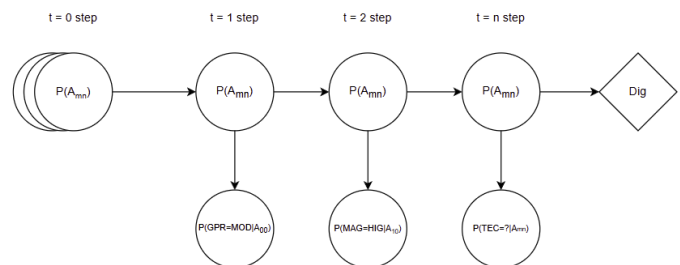 t = 0 step
t = 1 step
t = 2 step
t = n step
P(Aₘₙ)
P(Aₘₙ)
P(Aₘₙ)
P(Aₘₙ)
Dig
P(GPR=MOD|A₀₀)
P(MAG=HIG|A₁₀)
P(TEC=?|Aₘₙ)